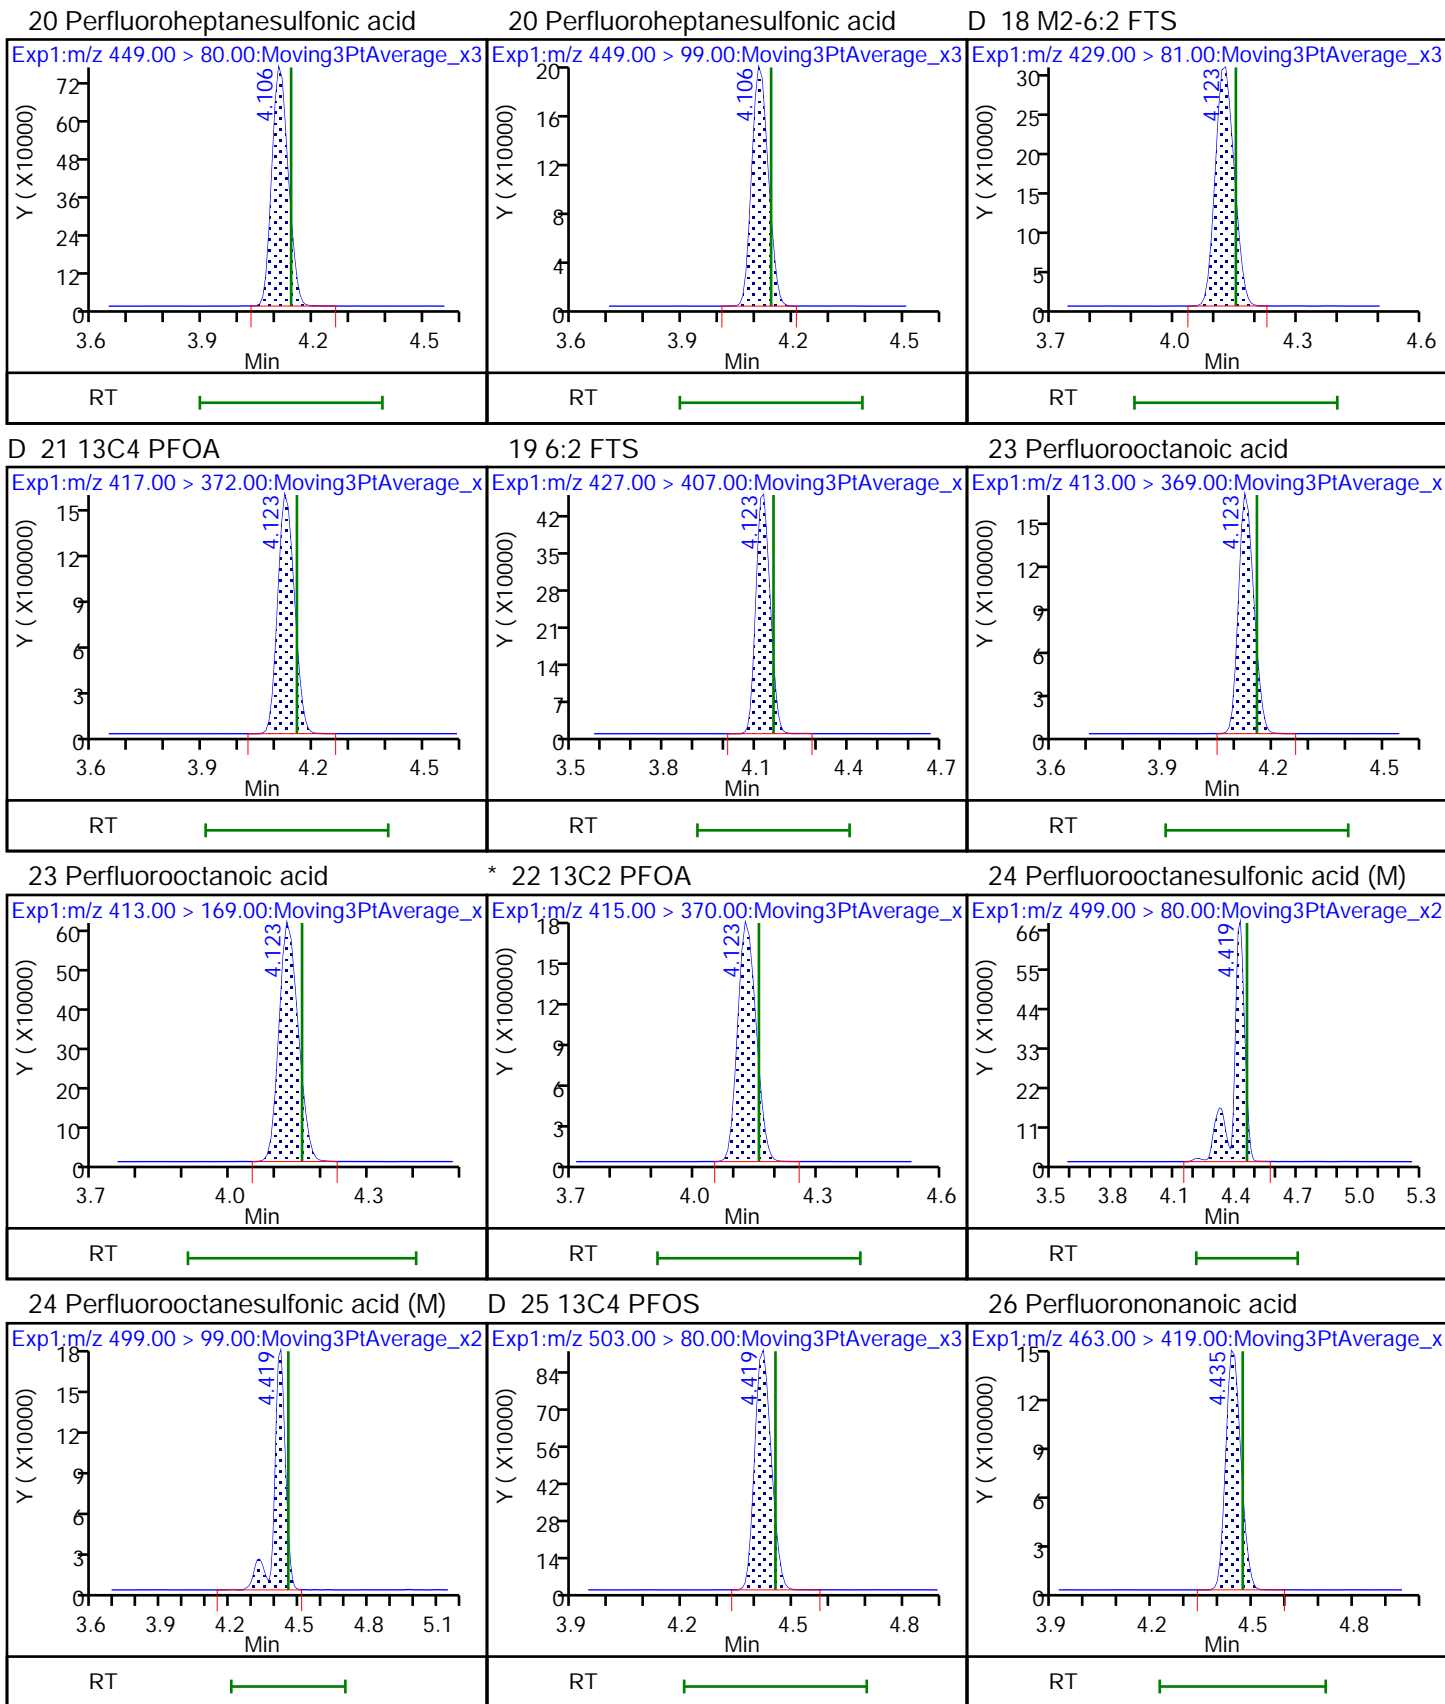 20 Perfluoroheptanesulfonic acid
Exp1:m/z 449.00 > 80.00:Moving3PtAverage_x3
Y ( X10000)
72
60
48
36
24
12
0
4.106
3.6 3.9 4.2 4.5
Min
RT
20 Perfluoroheptanesulfonic acid
Exp1:m/z 449.00 > 99.00:Moving3PtAverage_x3
Y ( X10000)
20
16
12
8
4
0
4.106
3.6 3.9 4.2 4.5
Min
RT
D 18 M2-6:2 FTS
Exp1:m/z 429.00 > 81.00:Moving3PtAverage_x3
Y ( X10000)
30
25
20
15
10
5
0
4.123
3.7 4.0 4.3 4.6
Min
RT
D 21 13C4 PFOA
Exp1:m/z 417.00 > 372.00:Moving3PtAverage_x
Y ( X100000)
15
12
9
6
3
0
4.123
3.6 3.9 4.2 4.5
Min
RT
19 6:2 FTS
Exp1:m/z 427.00 > 407.00:Moving3PtAverage_x
Y ( X10000)
42
35
28
21
14
7
0
4.123
3.5 3.8 4.1 4.4 4.7
Min
RT
23 Perfluorooctanoic acid
Exp1:m/z 413.00 > 369.00:Moving3PtAverage_x
Y ( X100000)
15
12
9
6
3
0
4.123
3.6 3.9 4.2 4.5
Min
RT
23 Perfluorooctanoic acid
Exp1:m/z 413.00 > 169.00:Moving3PtAverage_x
Y ( X10000)
60
50
40
30
20
10
0
4.123
3.7 4.0 4.3
Min
RT
* 22 13C2 PFOA
Exp1:m/z 415.00 > 370.00:Moving3PtAverage_x
Y ( X100000)
18
15
12
9
6
3
0
4.123
3.7 4.0 4.3 4.6
Min
RT
24 Perfluorooctanesulfonic acid (M)
Exp1:m/z 499.00 > 80.00:Moving3PtAverage_x2
Y ( X10000)
66
55
44
33
22
11
0
4.419
3.5 3.8 4.1 4.4 4.7 5.0 5.3
Min
RT
24 Perfluorooctanesulfonic acid (M)
Exp1:m/z 499.00 > 99.00:Moving3PtAverage_x2
Y ( X10000)
18
15
12
9
6
3
0
4.419
3.6 3.9 4.2 4.5 4.8 5.1
Min
RT
D 25 13C4 PFOS
Exp1:m/z 503.00 > 80.00:Moving3PtAverage_x3
Y ( X10000)
84
70
56
42
28
14
0
4.419
3.9 4.2 4.5 4.8
Min
RT
26 Perfluorononanoic acid
Exp1:m/z 463.00 > 419.00:Moving3PtAverage_x
Y ( X100000)
15
12
9
6
3
0
4.435
3.9 4.2 4.5 4.8
Min
RT